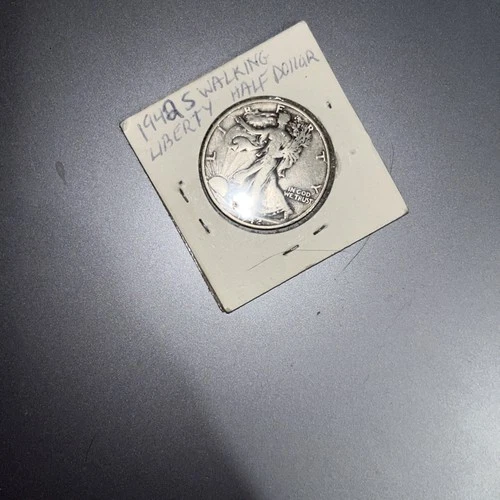 1942S WALKING
LIBERTY HALF DOLLAR
LIBERTY
IN GOD
WE TRUST